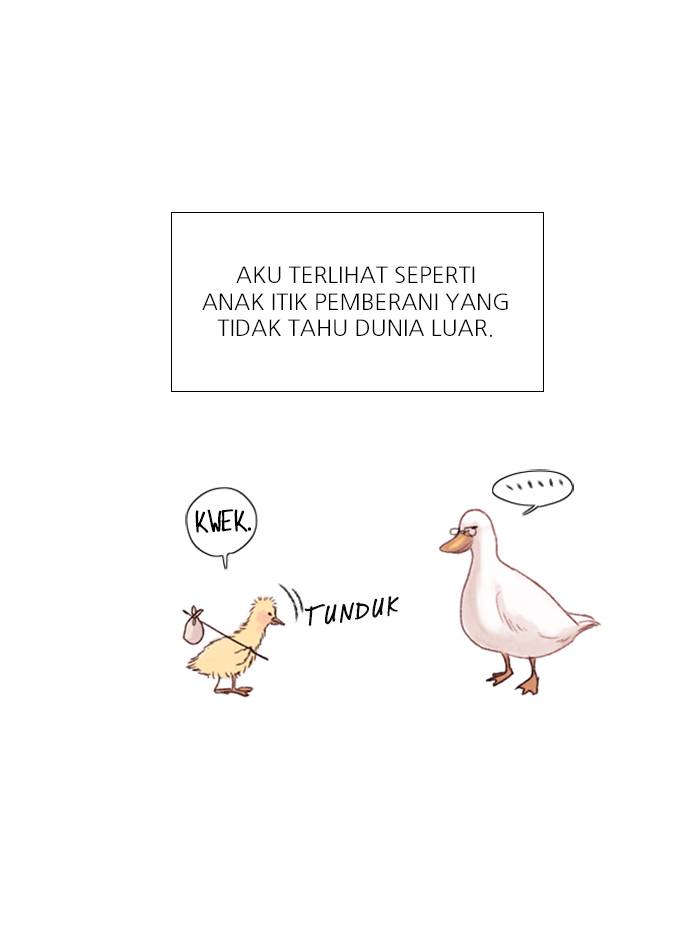 AKU TERLIHAT SEPERTI
ANAK ITIK PEMBERANI YANG
TIDAK TAHU DUNIA LUAR.
KWEK.
TUNDUK